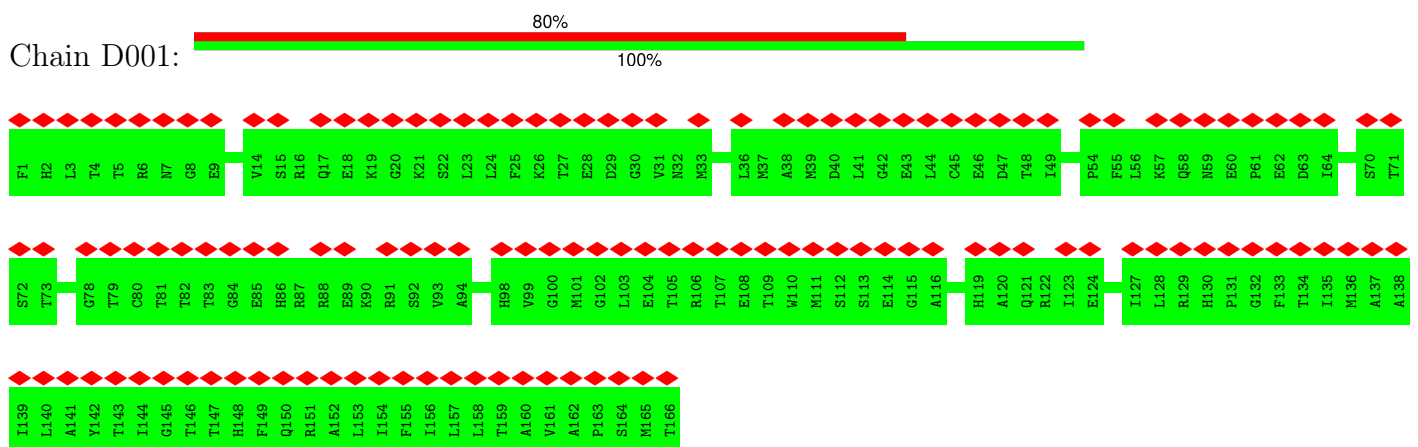 80%
Chain D001:
100%
F1 H2 L3 T4 T5 R6 N7 G8 E9 V14 S15 R16 Q17 E18 K19 G20 K21 S22 L23 L24 F25 K26 T27 E28 D29 G30 V31 N32 M33 L36 M37 A38 M39 D40 L41 G42 E43 L44 C45 E46 D47 T48 I49 P54 F55 L56 K57 Q58 N59 E60 P61 E62 D63 I64 S70 T71
S72 T73 G78 T79 C80 T81 T82 T83 G84 E85 H86 R87 R88 E89 K90 R91 S92 V93 A94 H98 V99 G100 M101 G102 L103 E104 T105 R106 T107 E108 T109 W110 M111 S112 S113 E114 G115 A116 H119 A120 Q121 R122 I123 E124 I127 L128 R129 H130 P131 G132 F133 T134 I135 M136 A137 A138
I139 L140 A141 Y142 T143 I144 G145 T146 T147 H148 F149 Q150 R151 A152 L153 I154 F155 I156 L157 L158 T159 A160 V161 A162 P163 S164 M165 T166